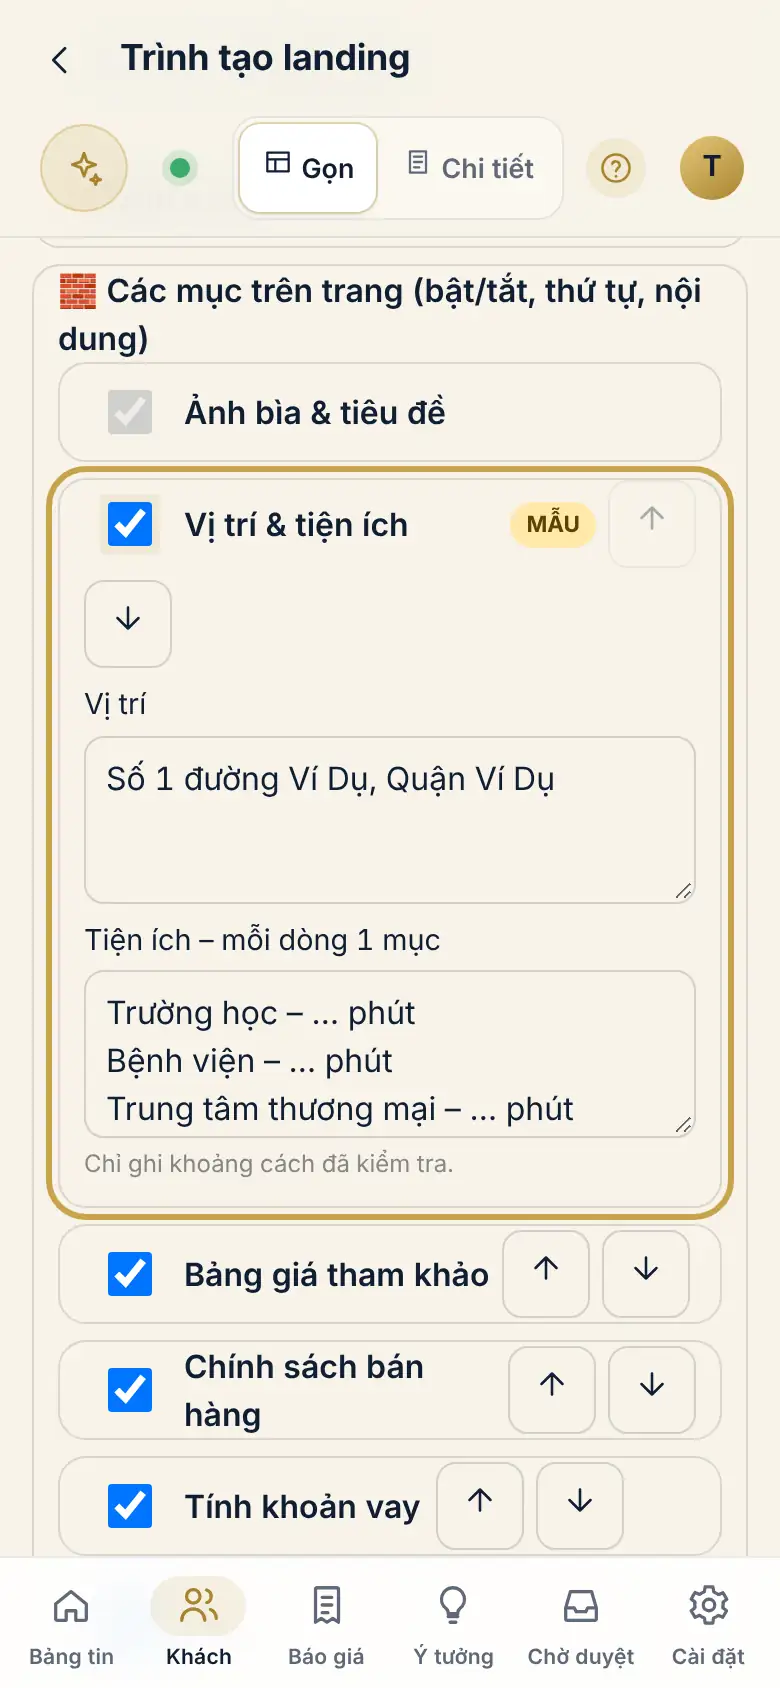 Trình tạo landing
Gọn
Chi tiết
T
Các mục trên trang (bật/tắt, thứ tự, nội
dung)
Ảnh bìa & tiêu đề
Vị trí & tiện ích
MẪU
Vị trí
Số 1 đường Ví Dụ, Quận Ví Dụ
Tiện ích – mỗi dòng 1 mục
Trường học – ... phút
Bệnh viện – ... phút
Trung tâm thương mại – ... phút
Chỉ ghi khoảng cách đã kiểm tra.
Bảng giá tham khảo
Chính sách bán
hàng
Tính khoản vay
Bảng tin
Khách
Báo giá
Ý tưởng
Chờ duyệt
Cài đặt